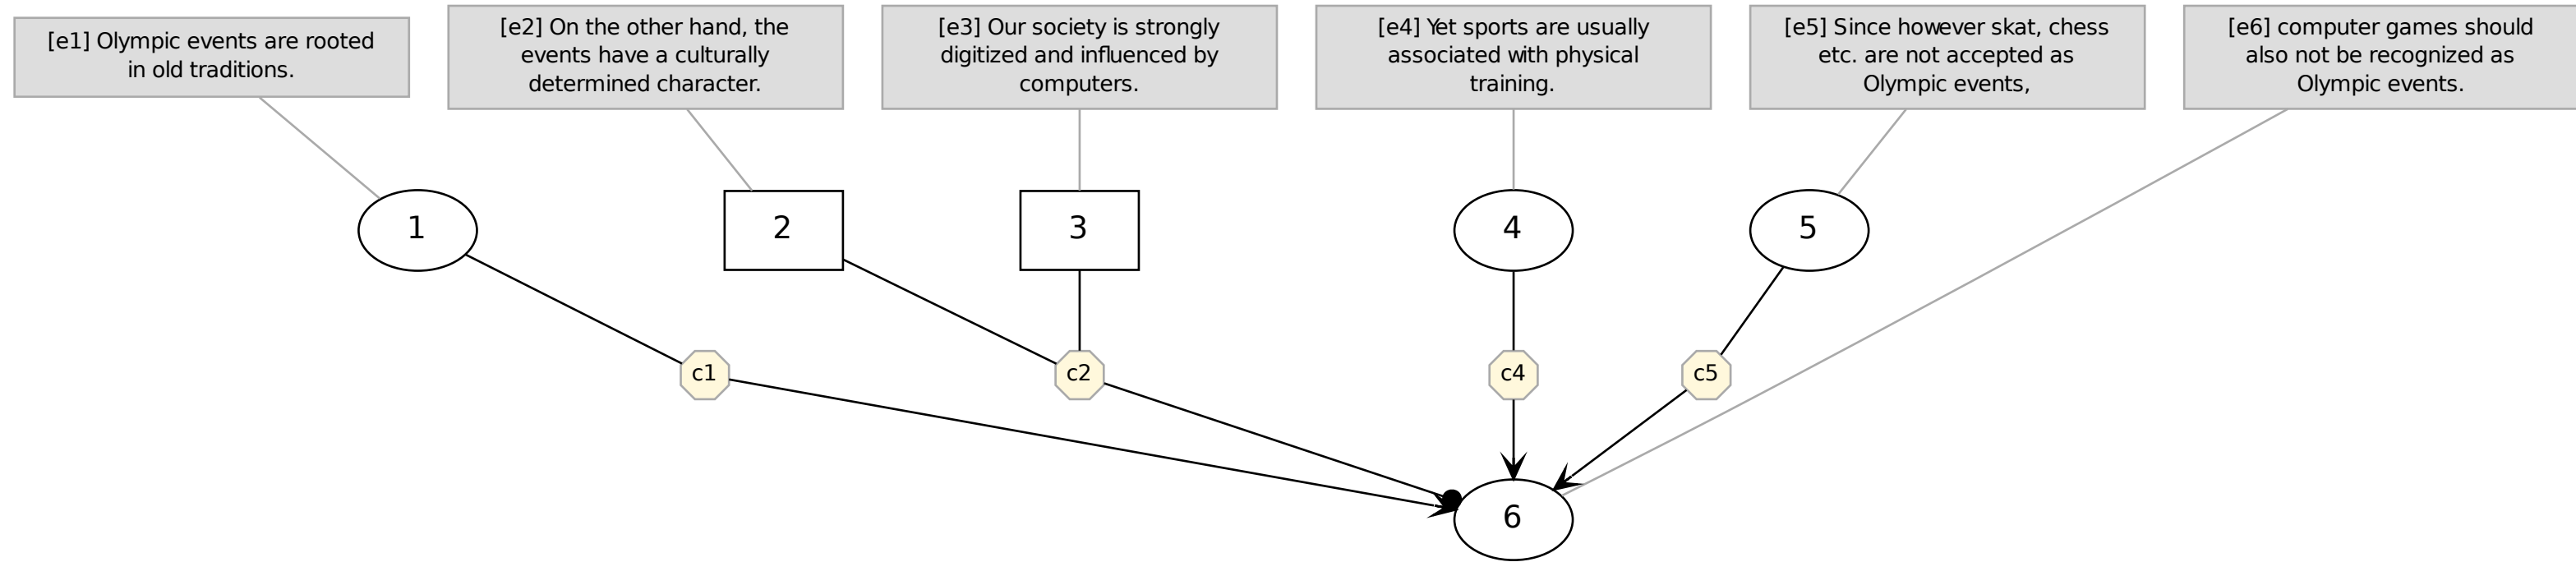 [e1] Olympic events are rooted
in old traditions.
[e2] On the other hand, the
events have a culturally
determined character.
[e3] Our society is strongly
digitized and influenced by
computers.
[e4] Yet sports are usually
associated with physical
training.
[e5] Since however skat, chess
etc. are not accepted as
Olympic events,
[e6] computer games should
also not be recognized as
Olympic events.
1
2
3
4
5
c1
c2
c4
c5
6